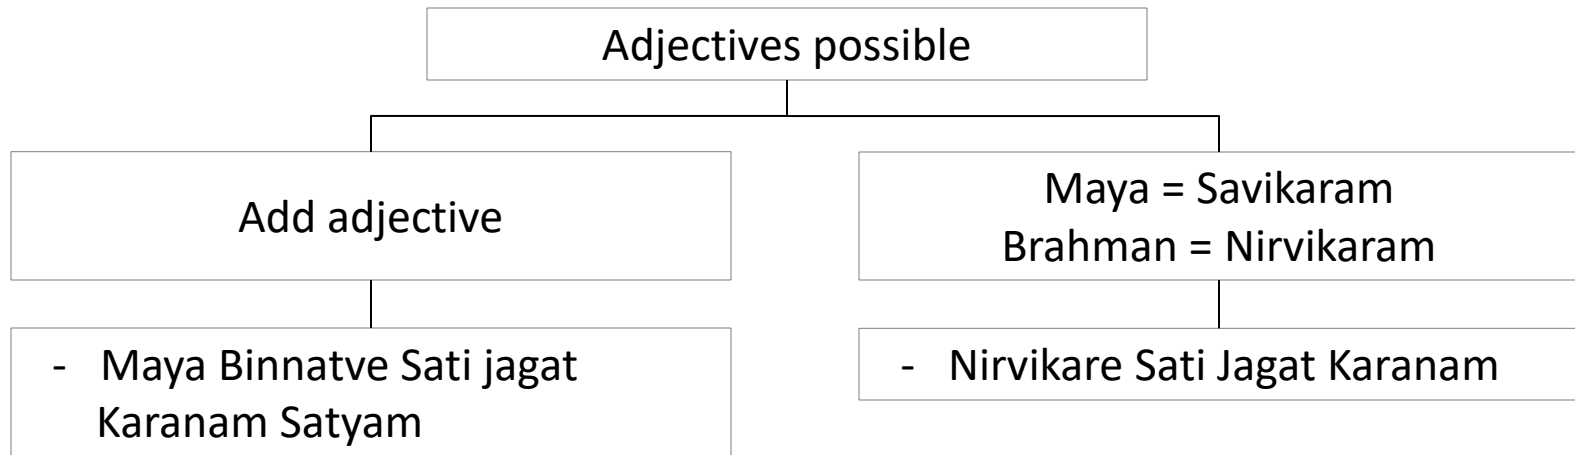 Adjectives possible
Add adjective
Maya = Savikaram
Brahman = Nirvikaram
- Maya Binnatve Sati jagat
Karanam Satyam
- Nirvikare Sati Jagat Karanam